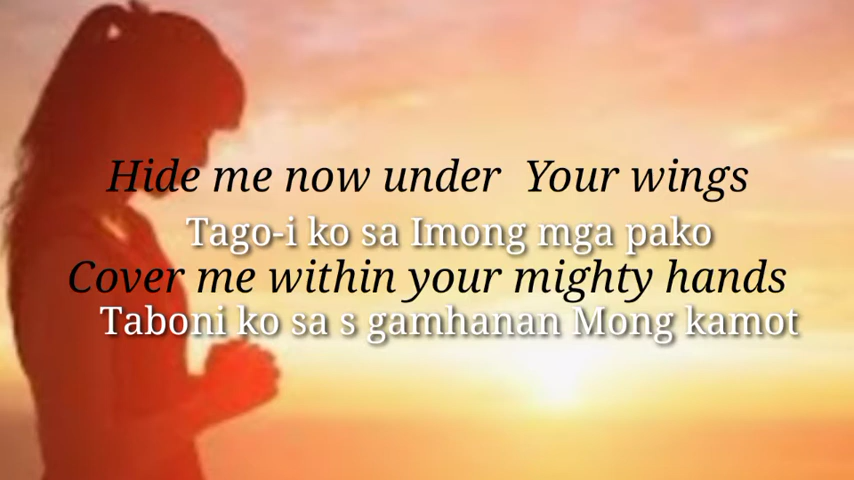 Hide me now under Your wings
Tago-i ko sa Imong mga pako
Cover me within your mighty hands
Taboni ko sa s gamhanan Mong kamot